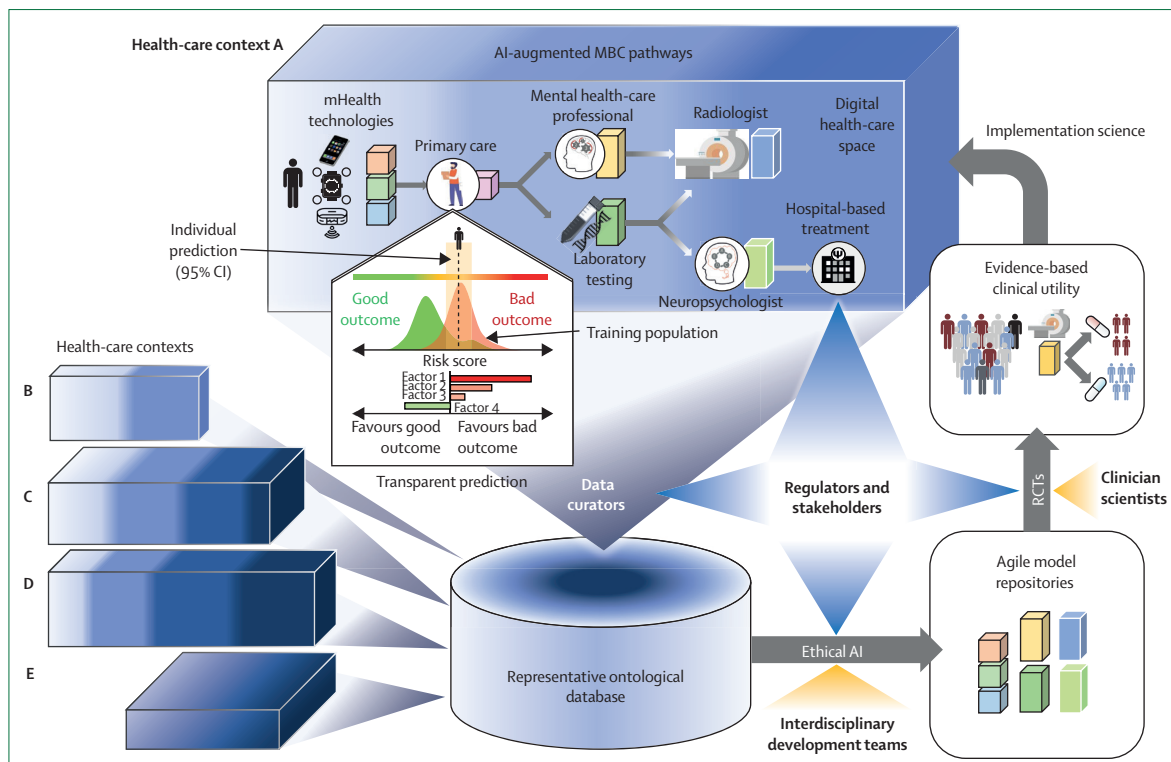 Health-care context A
AI-augmented MBC pathways
mHealth
technologies
Primary care
Mental health-care
professional
Radiologist
Digital
health-care
space
Implementation science
Laboratory
testing
Neuropsychologist
Hospital-based
treatment
Ψ
Individual
prediction
(95% CI)
Good
outcome
Bad
outcome
Training population
Risk score
Factor 1
Factor 2
Factor 3
Factor 4
Favours good
outcome
Favours bad
outcome
Transparent prediction
Evidence-based
clinical utility
Health-care contexts
B
C
D
E
Data
curators
Regulators and
stakeholders
RCTs
Clinician
scientists
Agile model
repositories
Representative ontological
database
Ethical AI
Interdisciplinary
development teams